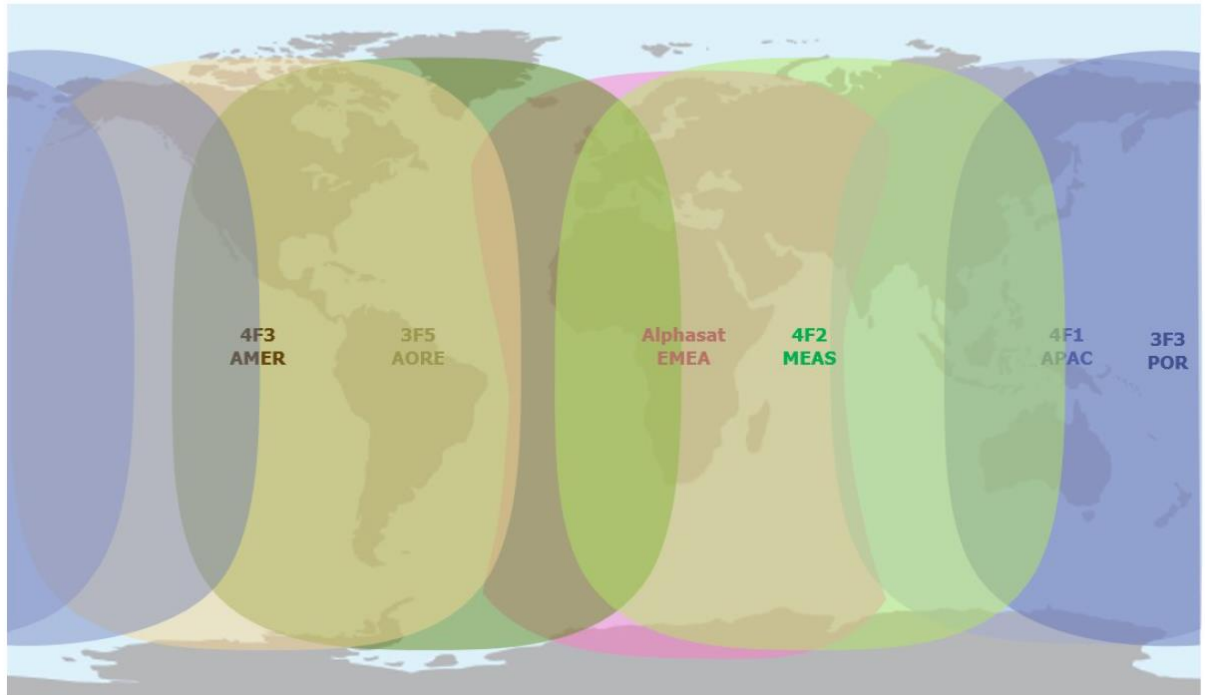 4F3
AMER
3F5
AORE
Alphasat
EMEA
4F2
MEAS
4F1
APAC
3F3
POR